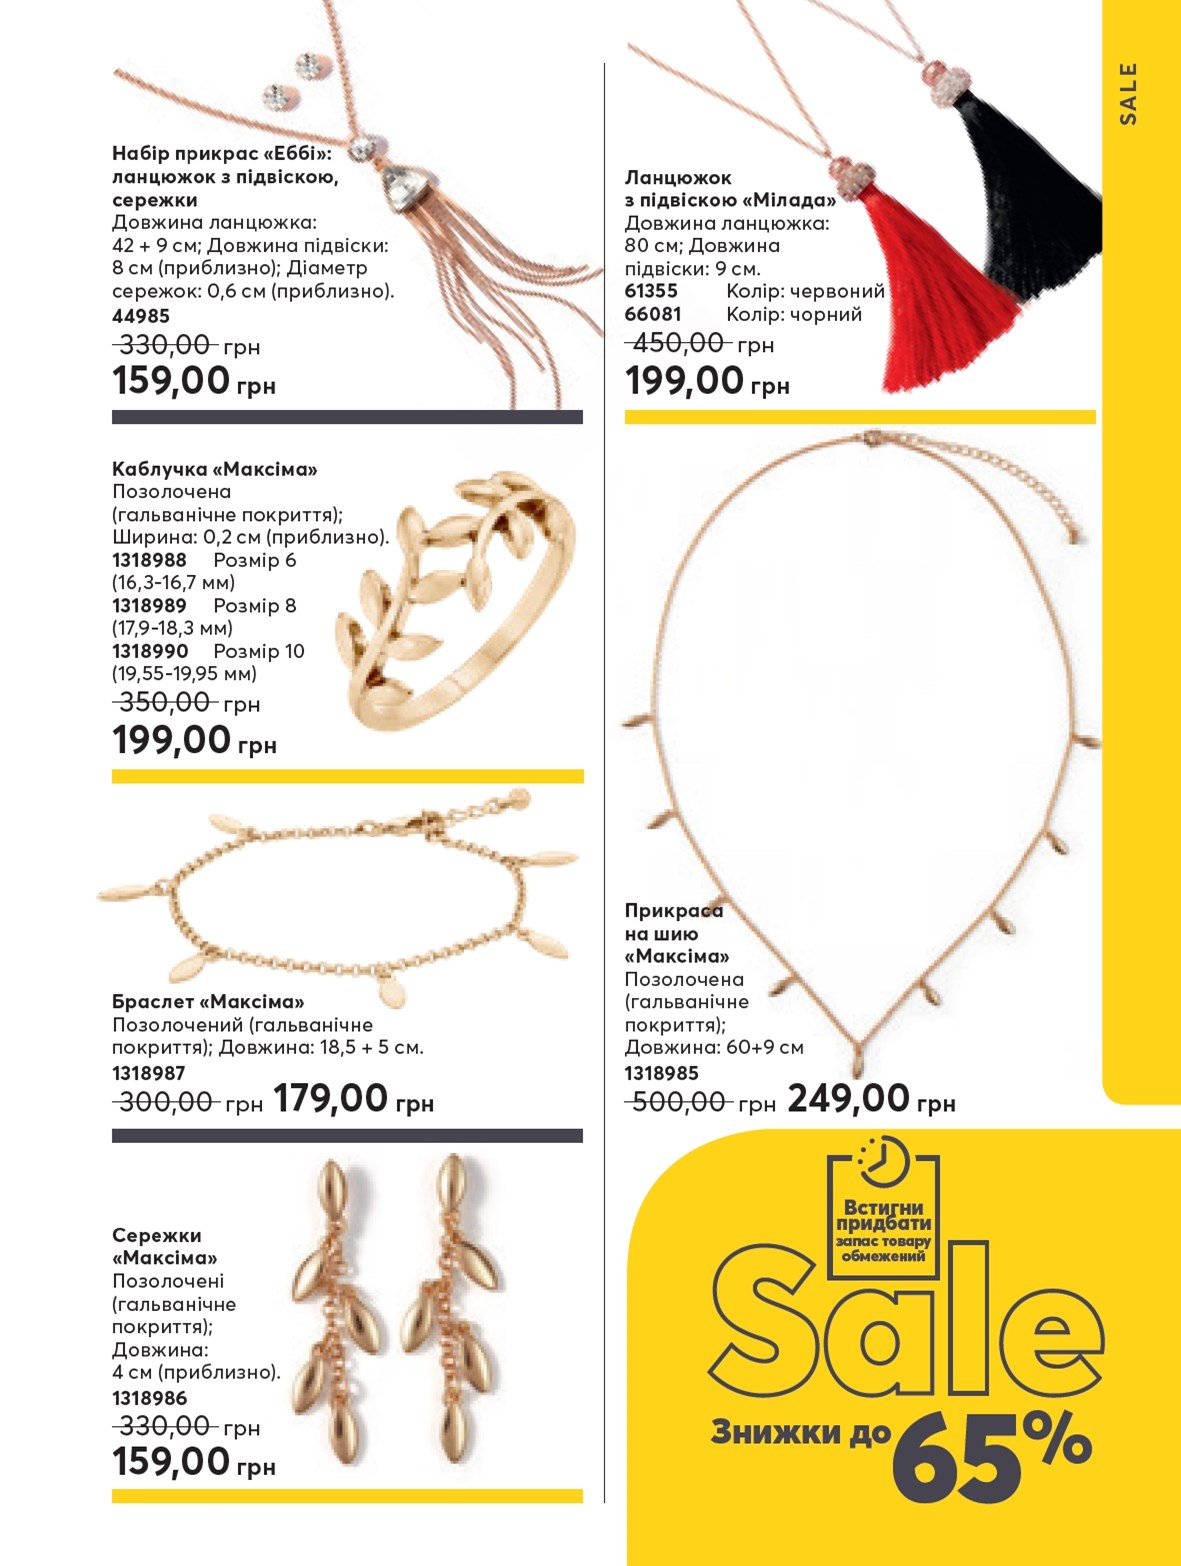 SALE
Набір прикрас «Еббі»:
ланцюжок з підвіскою,
сережки
Довжина ланцюжка:
42 + 9 см; Довжина підвіски:
8 см (приблизно); Діаметр
сережок: 0,6 см (приблизно).
44985
330,00 грн
159,00 грн
Ланцюжок
з підвіскою «Мілада»
Довжина ланцюжка:
80 см; Довжина
підвіски: 9 см.
61355 Колір: червоний
66081 Колір: чорний
450,00 грн
199,00 грн
Каблучка «Максіма»
Позолочена
(гальванічне покриття);
Ширина: 0,2 см (приблизно).
1318988 Розмір 6
(16,3-16,7 мм)
1318989 Розмір 8
(17,9-18,3 мм)
1318990 Розмір 10
(19,55-19,95 мм)
350,00 грн
199,00 грн
Браслет «Максіма»
Позолочений (гальванічне
покриття); Довжина: 18,5 + 5 см.
1318987
300,00 грн 179,00 грн
Прикраса
на шию
«Максіма»
Позолочена
(гальванічне
покриття);
Довжина: 60+9 см
1318985
500,00 грн 249,00 грн
Сережки
«Максіма»
Позолочені
(гальванічне
покриття);
Довжина:
4 см (приблизно).
1318986
330,00 грн
159,00 грн
Встигни
придбати
запас товару
обмежений
Sale
Знижки до 65%